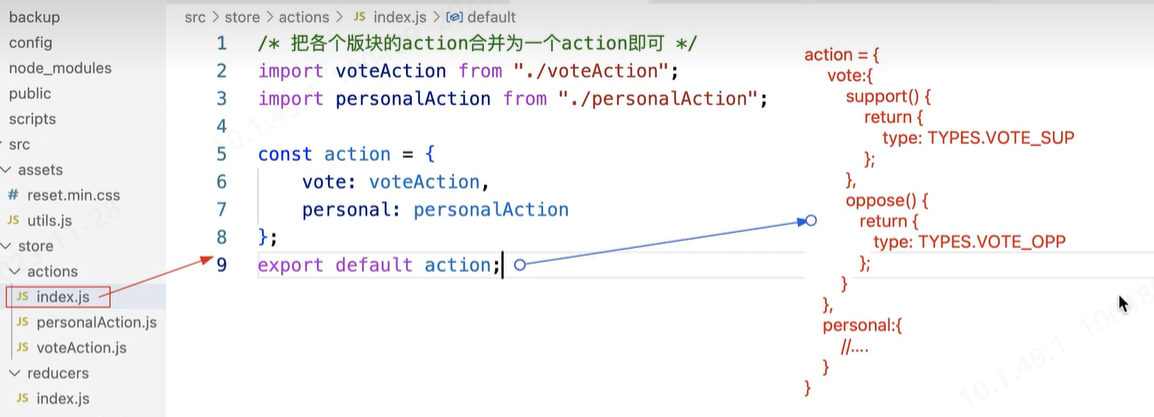 backup
config
node_modules
public
scripts
src
assets
# reset.min.css
JS utils.js
store
actions
JS index.js
JS personalAction.js
JS voteAction.js
reducers
JS index.js
src > store > actions > JS index.js > default
1 /* 把各个版块的action合并为一个action即可 */
2 import voteAction from "./voteAction";
3 import personalAction from "./personalAction";
4
5 const action = {
6 vote: voteAction,
7 personal: personalAction
8 };
9 export default action;
action = {
vote:{
support() {
return {
type: TYPES.VOTE_SUP
};
},
oppose() {
return {
type: TYPES.VOTE_OPP
};
}
},
personal:{
//....
}
}
10.1.49.1